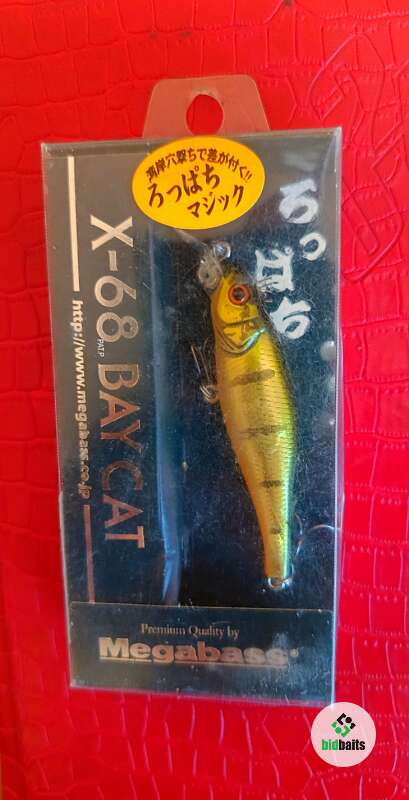 湾岸穴撃ちで差が付く!!
ろっぱち
マジック
ろっ
ぱち
X-68 BAY CAT
PAT.P
http://www.megabass.co.jp
Premium Quality by
Megabass®
bidbaits